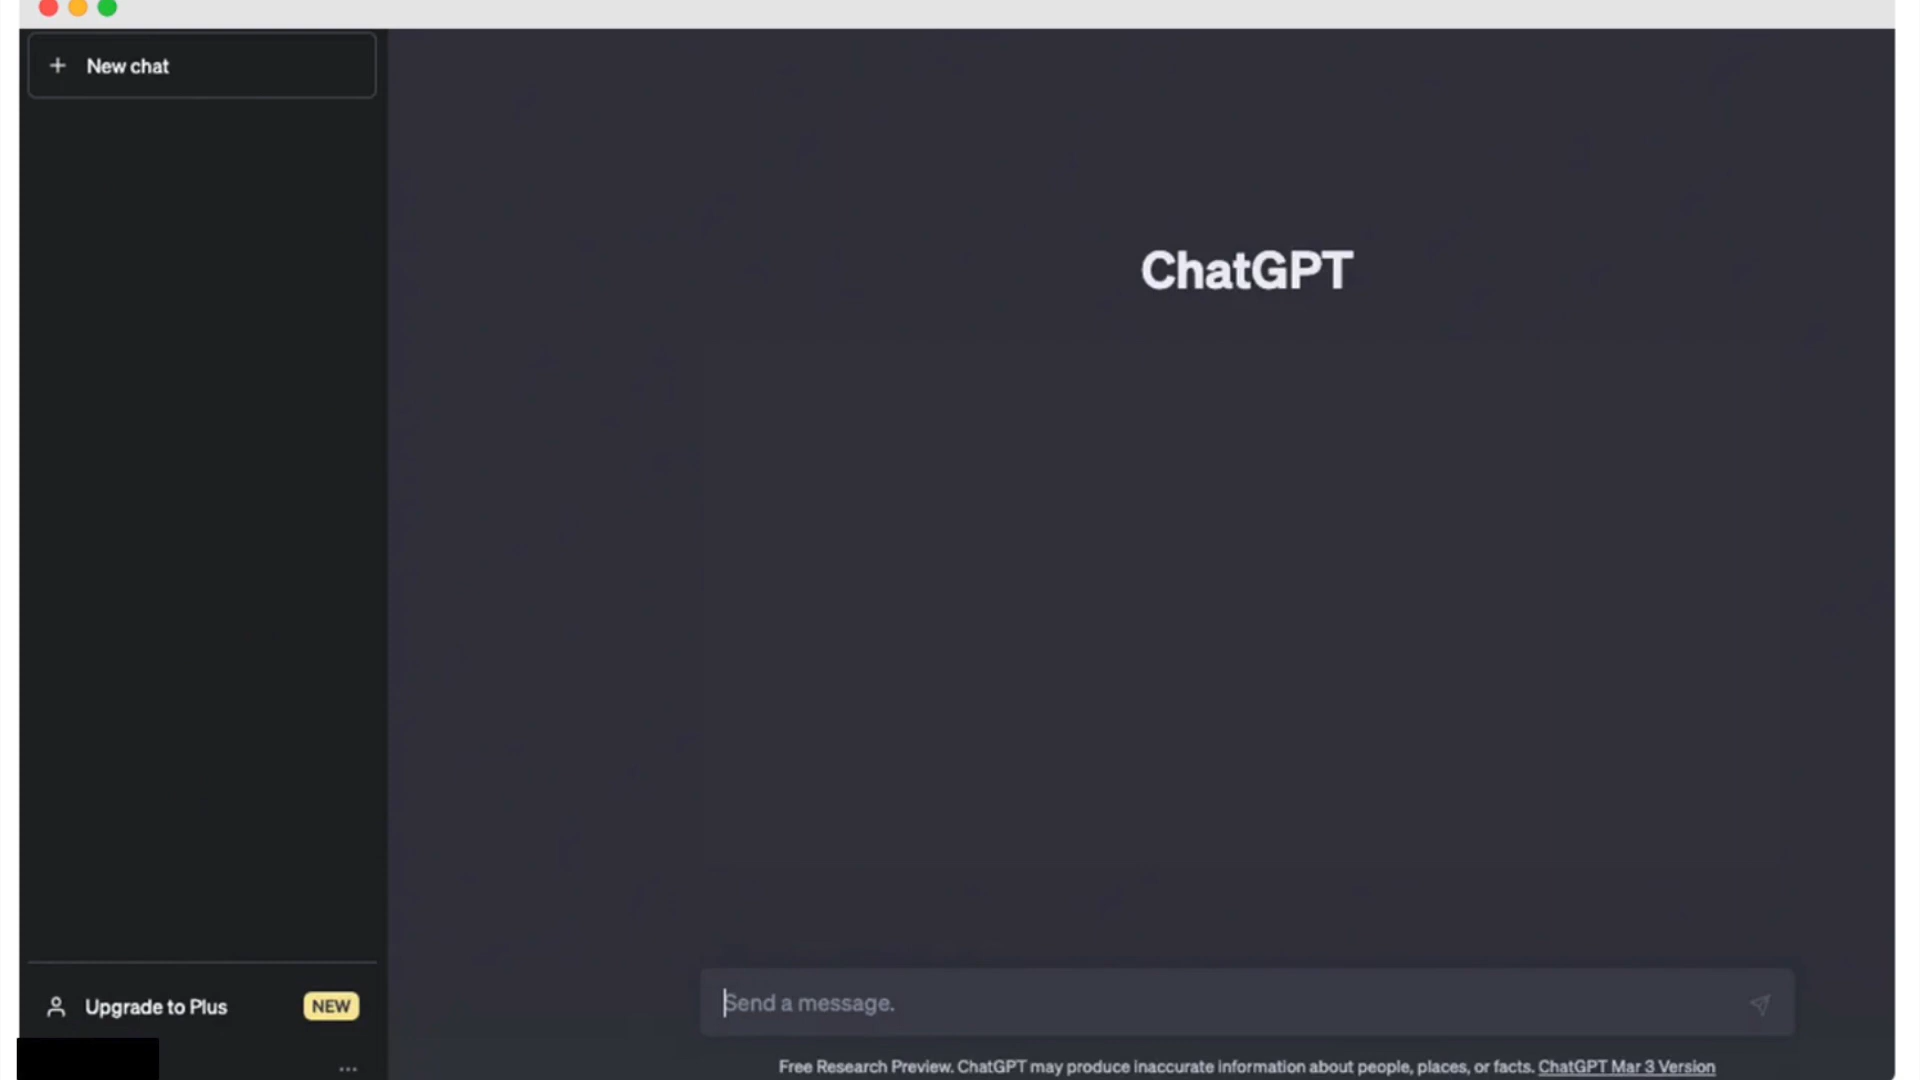 New chat
ChatGPT
Send a message.
Upgrade to Plus NEW
Free Research Preview. ChatGPT may produce inaccurate information about people, places, or facts. ChatGPT Mar 3 Version